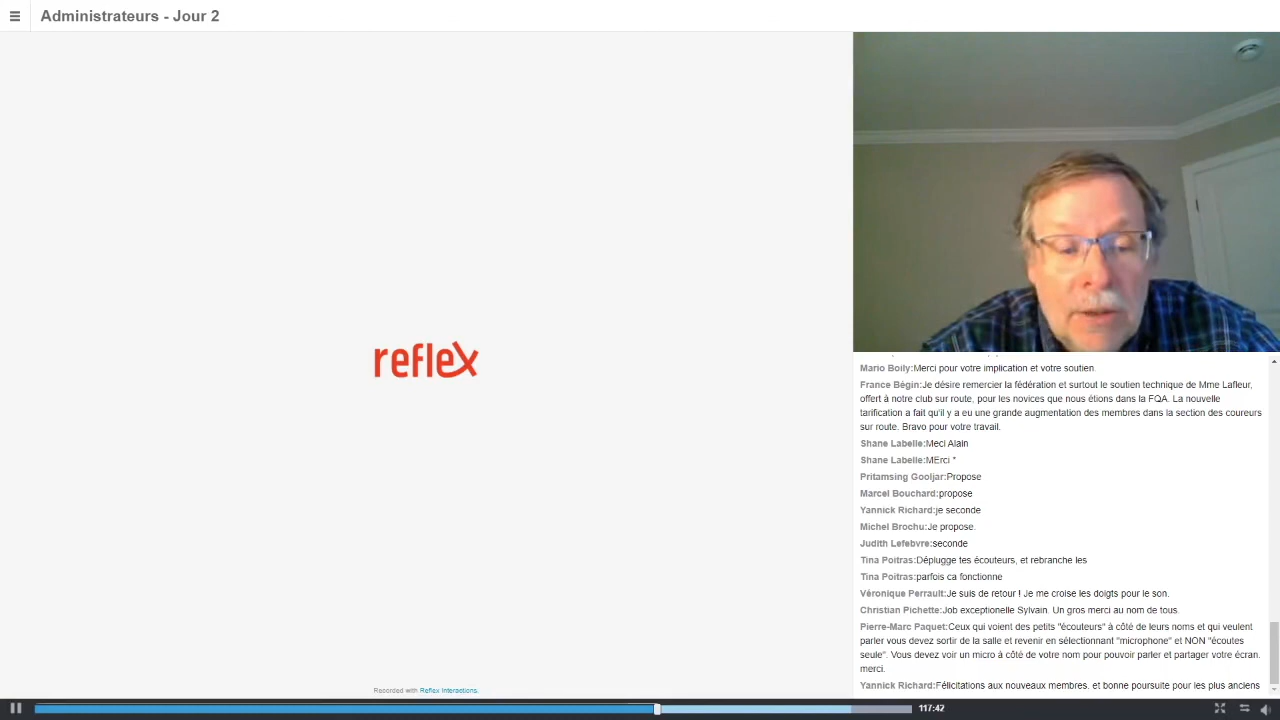 Administrateurs - Jour 2
reflex
Mario Boily:Merci pour votre implication et votre soutien.
France Bégin:Je désire remercier la fédération et surtout le soutien technique de Mme Lafleur,
offert à notre club sur route, pour les novices que nous étions dans la FQA. La nouvelle
tarification a fait qu'il y a eu une grande augmentation des membres dans la section des coureurs
sur route. Bravo pour votre travail.
Shane Labelle:Meci Alain
Shane Labelle:MErci *
Pritamsing Gooljar:Propose
Marcel Bouchard:propose
Yannick Richard:je seconde
Michel Brochu:Je propose.
Judith Lefebvre:seconde
Tina Poitras:Déplugge tes écouteurs, et rebranche les
Tina Poitras:parfois ca fonctionne
Véronique Perrault:Je suis de retour ! Je me croise les doigts pour le son.
Christian Pichette:Job exceptionelle Sylvain. Un gros merci au nom de tous.
Pierre-Marc Paquet:Ceux qui voient des petits "écouteurs" à côté de leurs noms et qui veulent
parler vous devez sortir de la salle et revenir en sélectionnant "microphone" et NON "écoutes
seule". Vous devez voir un micro à côté de votre nom pour pouvoir parler et partager votre écran.
merci.
Yannick Richard:Félicitations aux nouveaux membres. et bonne poursuite pour les plus anciens
Recorded with Reflex Interactions.
117:42